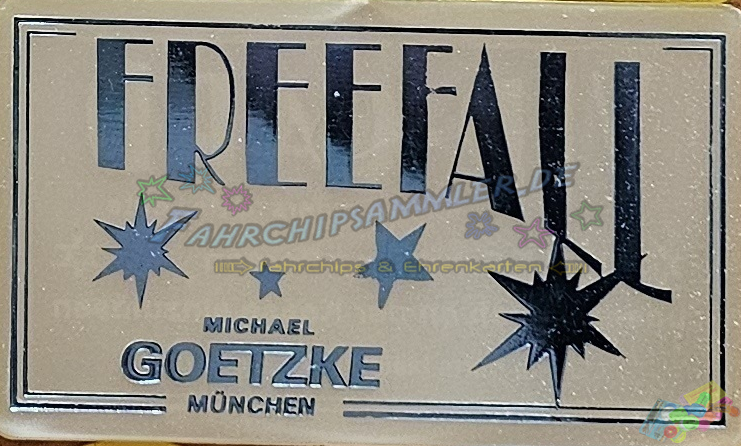 FREEFALL
FAHRCHIPSAMMLER.DE
fahrchips & Ehrenkarten
MICHAEL
GOETZKE
MÜNCHEN